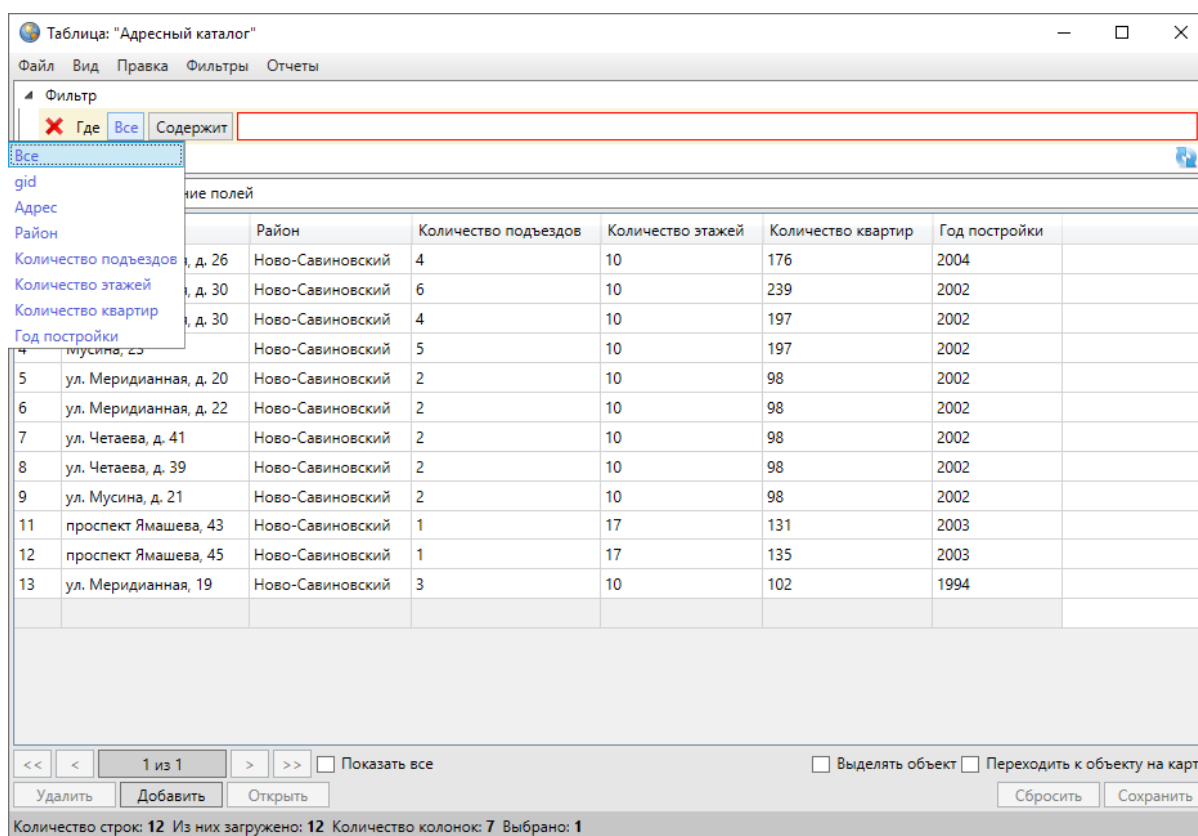 Таблица: "Адресный каталог"
Файл Вид Правка Фильтры Отчеты
Фильтр
Где Все Содержит
Все
gid
Адрес
Район
Количество подъездов
Количество этажей
Количество квартир
Год постройки
полей
Район Количество подъездов Количество этажей Количество квартир Год постройки
д. 26 Ново-Савиновский 4 10 176 2004
д. 30 Ново-Савиновский 6 10 239 2002
д. 30 Ново-Савиновский 4 10 197 2002
4 Мусина, 23 Ново-Савиновский 5 10 197 2002
5 ул. Меридианная, д. 20 Ново-Савиновский 2 10 98 2002
6 ул. Меридианная, д. 22 Ново-Савиновский 2 10 98 2002
7 ул. Четаева, д. 41 Ново-Савиновский 2 10 98 2002
8 ул. Четаева, д. 39 Ново-Савиновский 2 10 98 2002
9 ул. Мусина, д. 21 Ново-Савиновский 2 10 98 2002
11 проспект Ямашева, 43 Ново-Савиновский 1 17 131 2003
12 проспект Ямашева, 45 Ново-Савиновский 1 17 135 2003
13 ул. Меридианная, 19 Ново-Савиновский 3 10 102 1994
<< < 1 из 1 > >> Показать все Выделять объект Переходить к объекту на карт
Удалить Добавить Открыть Сбросить Сохранить
Количество строк: 12 Из них загружено: 12 Количество колонок: 7 Выбрано: 1